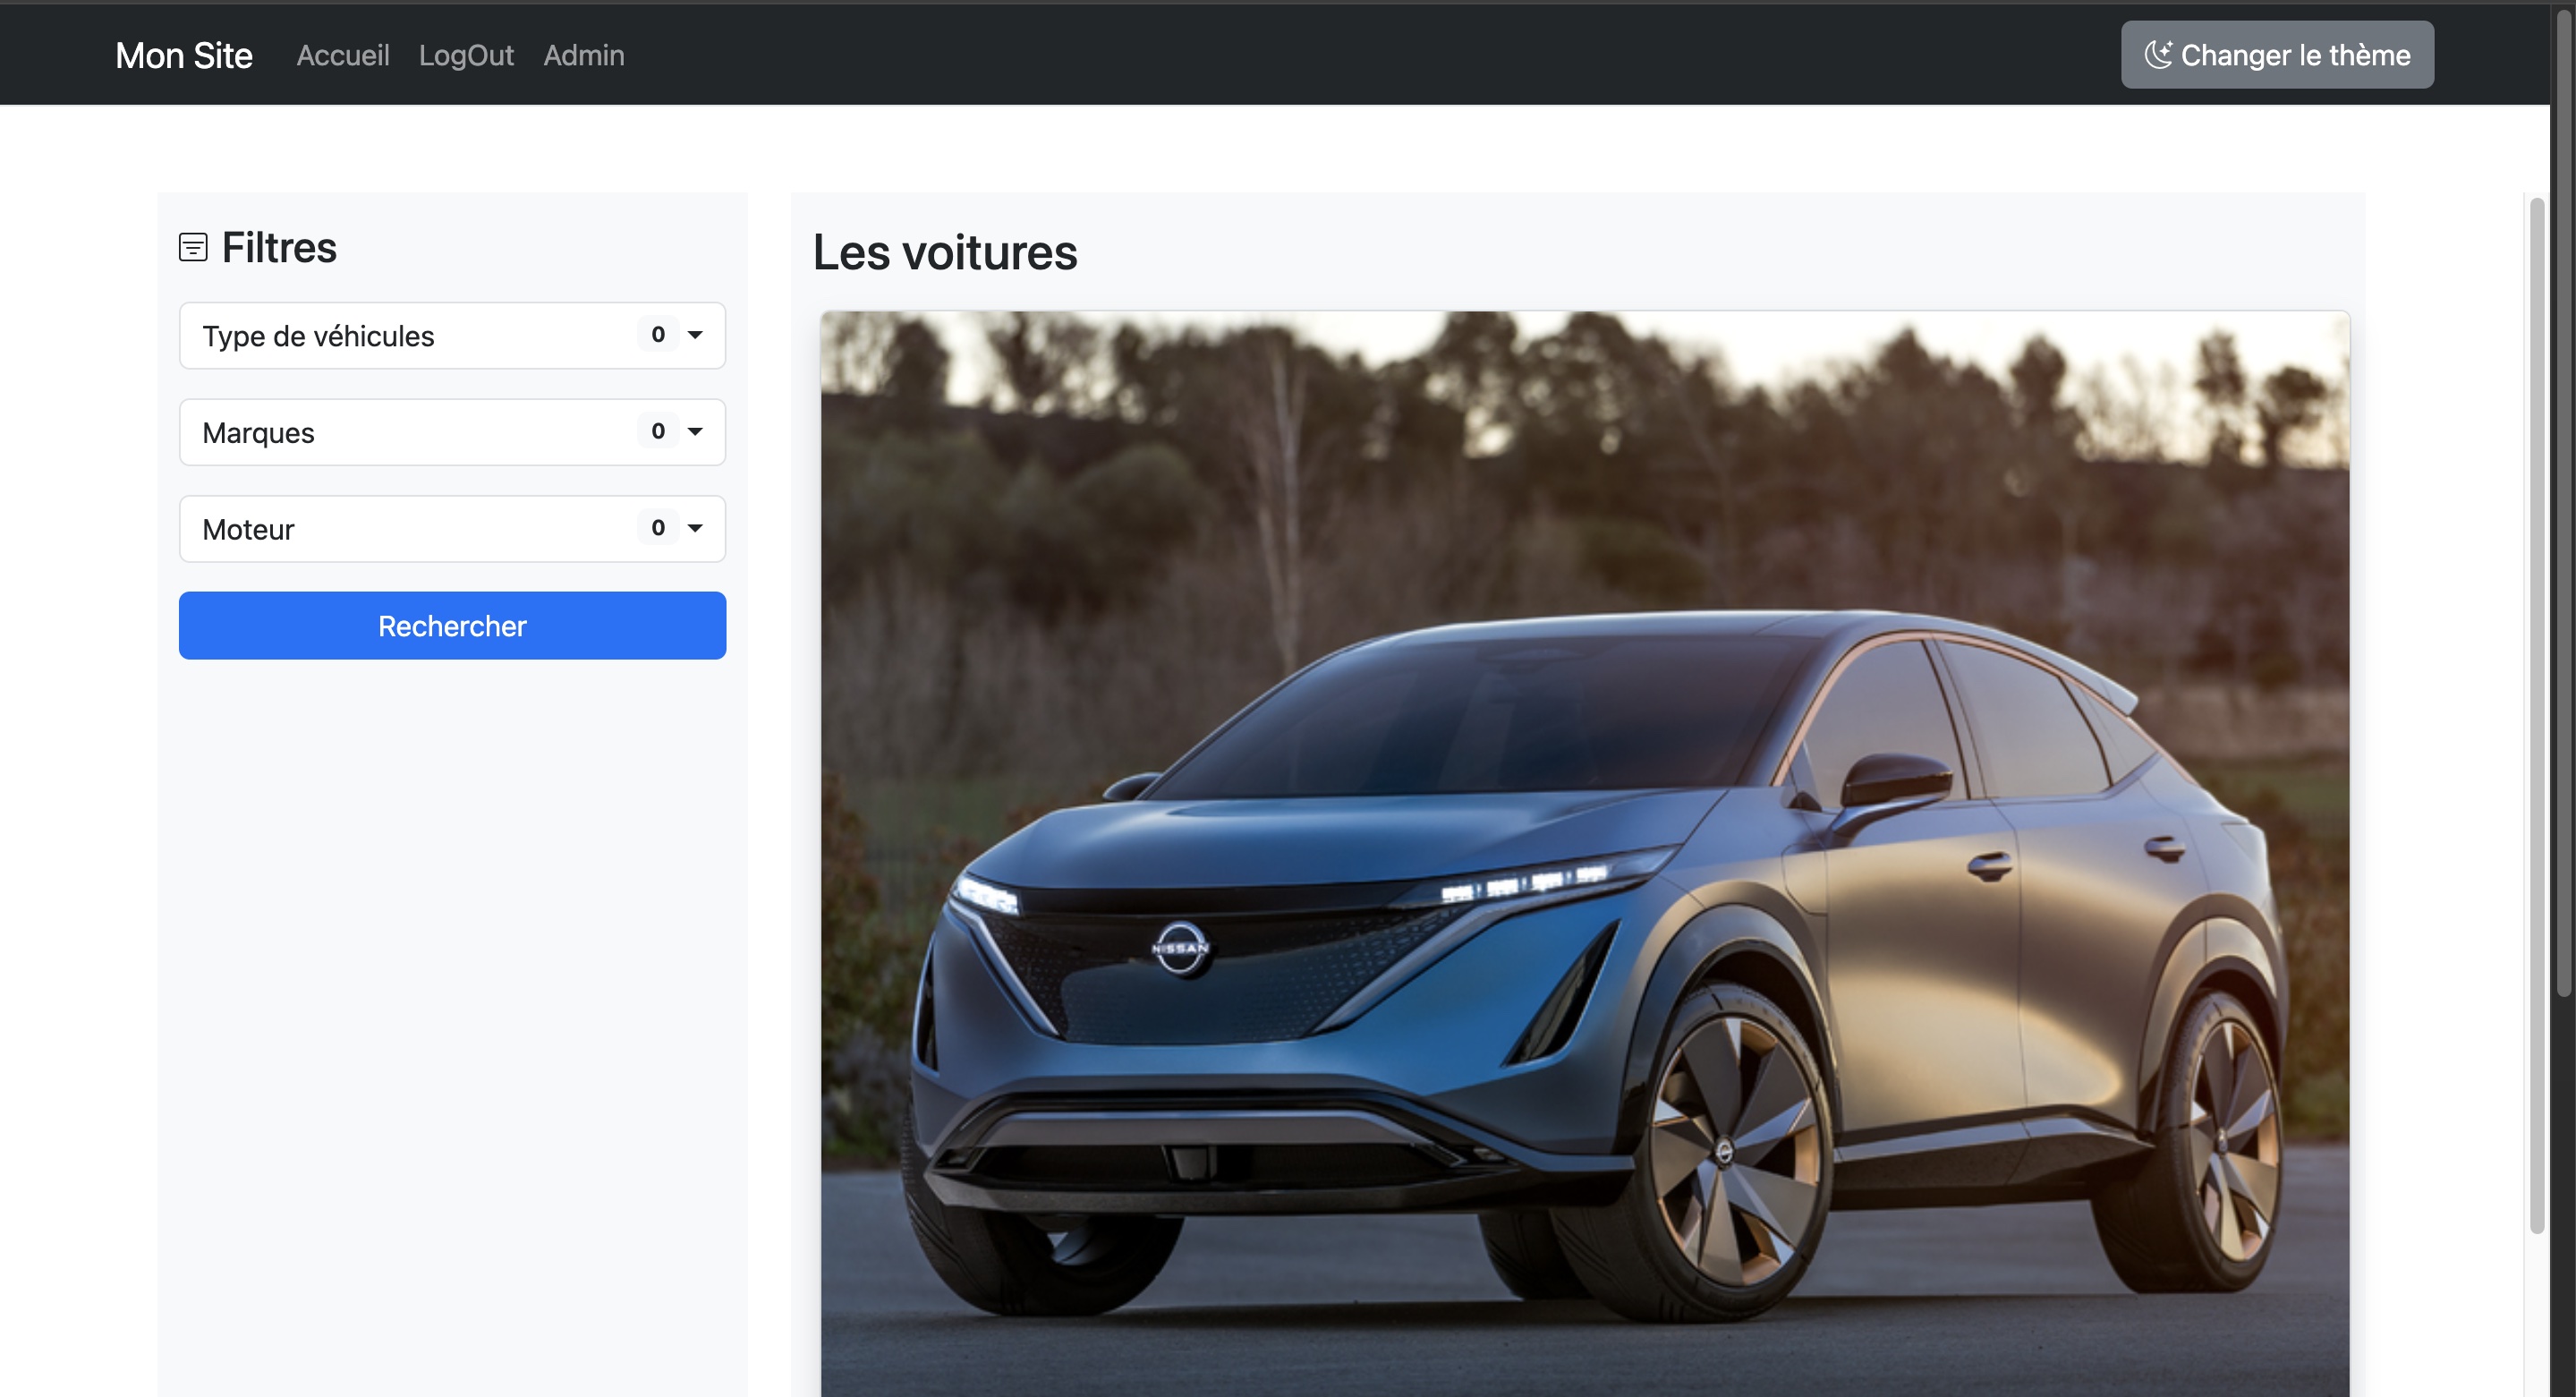 Mon Site Accueil LogOut Admin Changer le thème
Filtres
Type de véhicules 0
Marques 0
Moteur 0
Rechercher
Les voitures
NISSAN